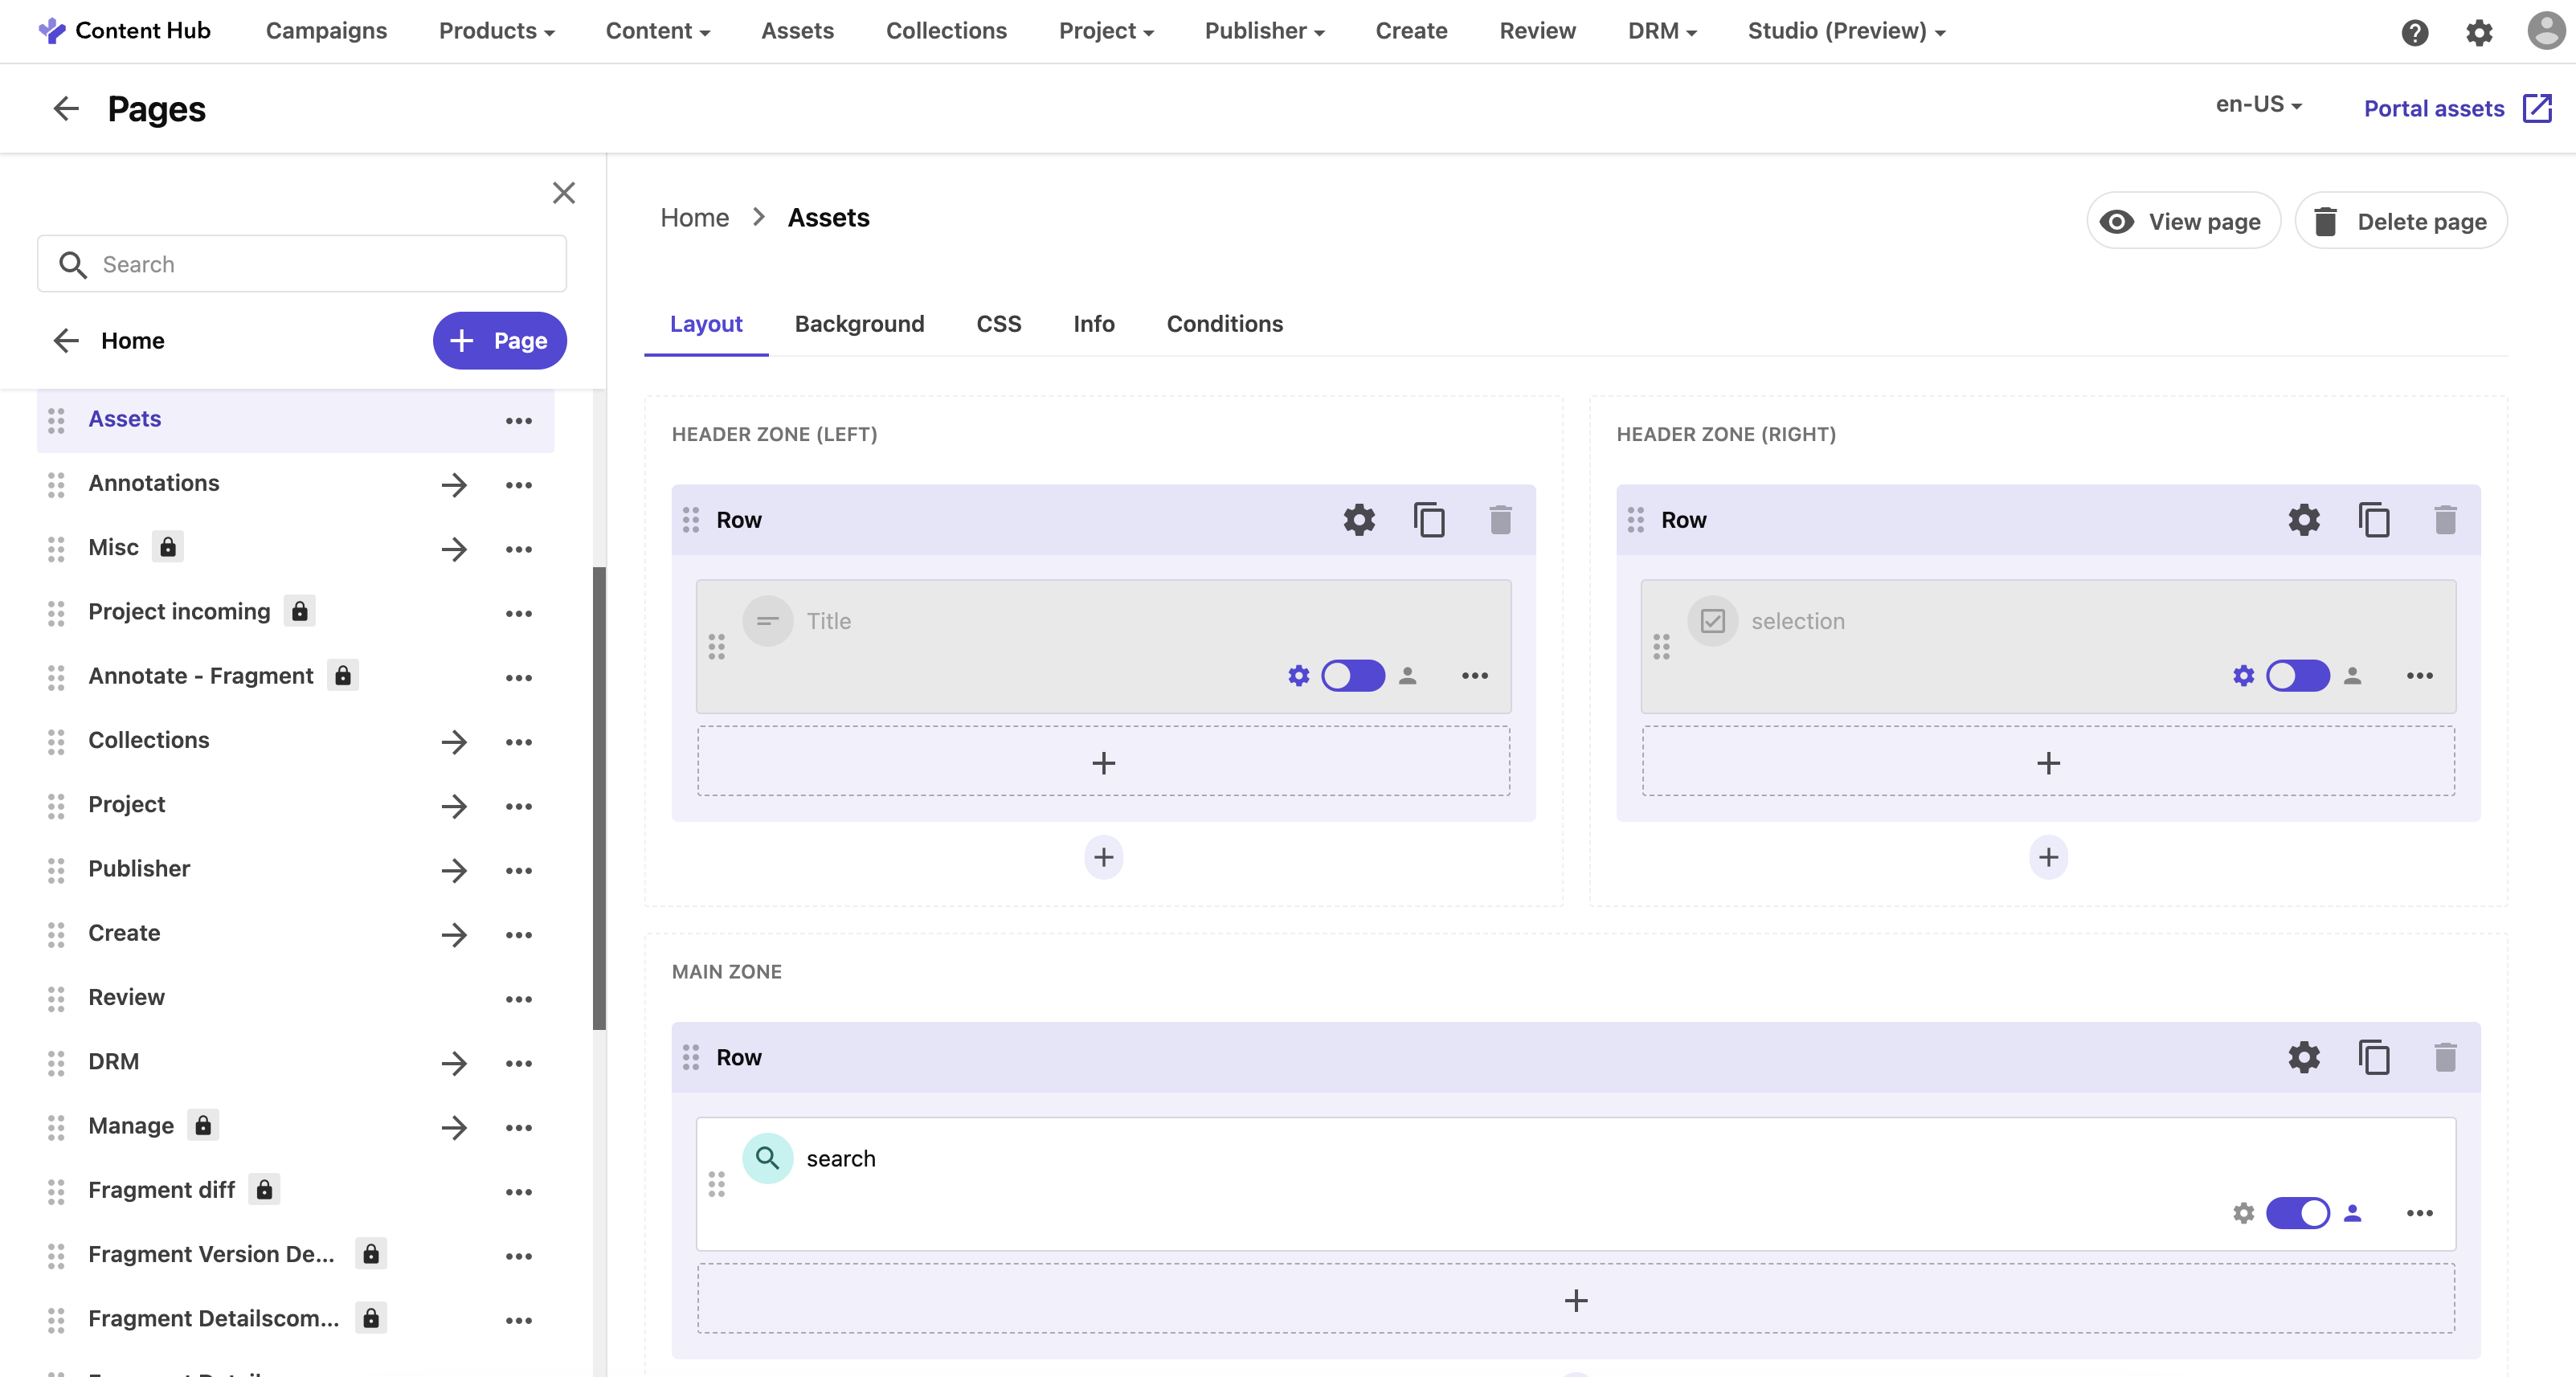 Content Hub
Campaigns
Products
Content
Assets
Collections
Project
Publisher
Create
Review
DRM
Studio (Preview)
Pages
en-US
Portal assets
Search
Home
Page
Assets
Annotations
Misc
Project incoming
Annotate - Fragment
Collections
Project
Publisher
Create
Review
DRM
Manage
Fragment diff
Fragment Version De...
Fragment Detailscom...
Home > Assets
View page
Delete page
Layout
Background
CSS
Info
Conditions
HEADER ZONE (LEFT)
Row
Title
HEADER ZONE (RIGHT)
Row
selection
MAIN ZONE
Row
search